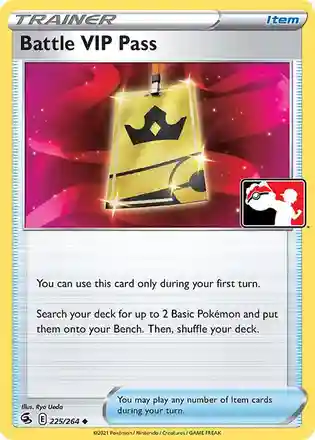 TRAINER Item
Battle VIP Pass
You can use this card only during your first turn.
Search your deck for up to 2 Basic Pokémon and put
them onto your Bench. Then, shuffle your deck.
Illus. Ryo Ueda
E 225/264
You may play any number of Item cards
during your turn.
©2021 Pokémon / Nintendo / Creatures / GAME FREAK